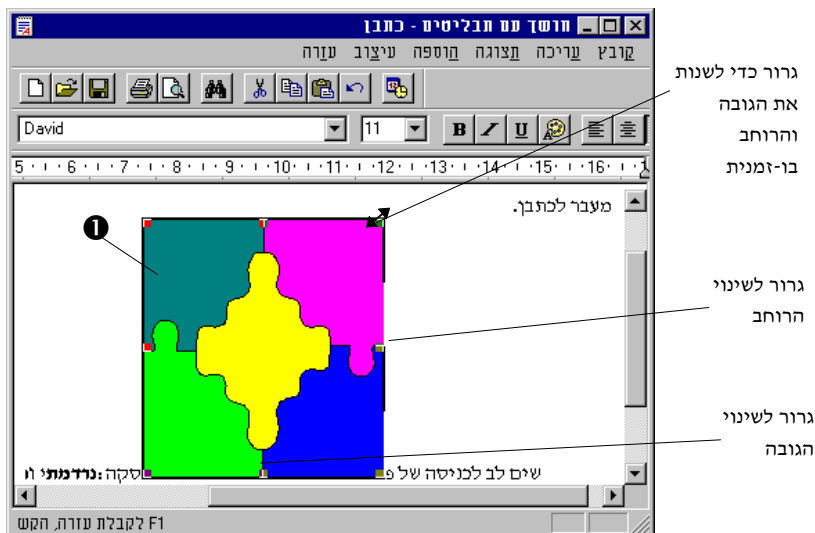 חושך עם תבליטים - כתבן
קובץ עריכה תצוגה הוספה עיצוב עזרה
David 11 B I U
5 6 7 8 9 10 11 12 13 14 15 16
מעבר לכתבן.
1
שים לב לכניסה של
סקה: נרדמתי
F1 לקבלת עזרה, הקש
גרור כדי לשנות
את הגובה
והרוחב
בו-זמנית
גרור לשינוי
הרוחב
גרור לשינוי
הגובה